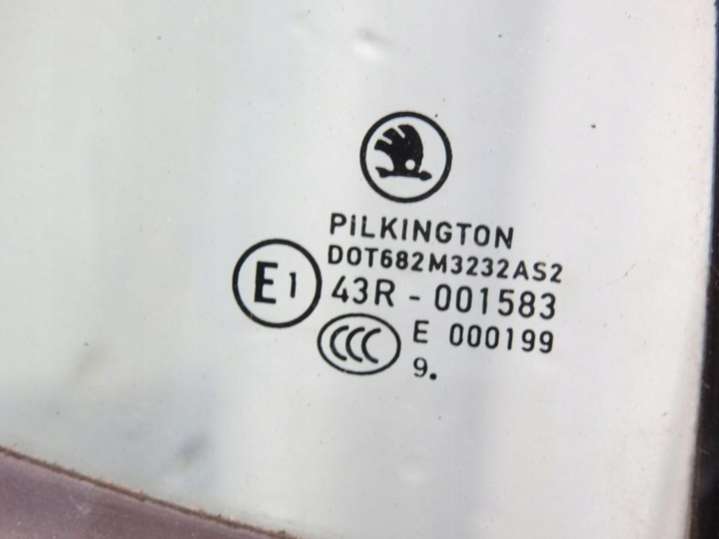 PiLKINGTON
DOT682M3232AS2
E1 43R - 001583
CCC E 000199
9.